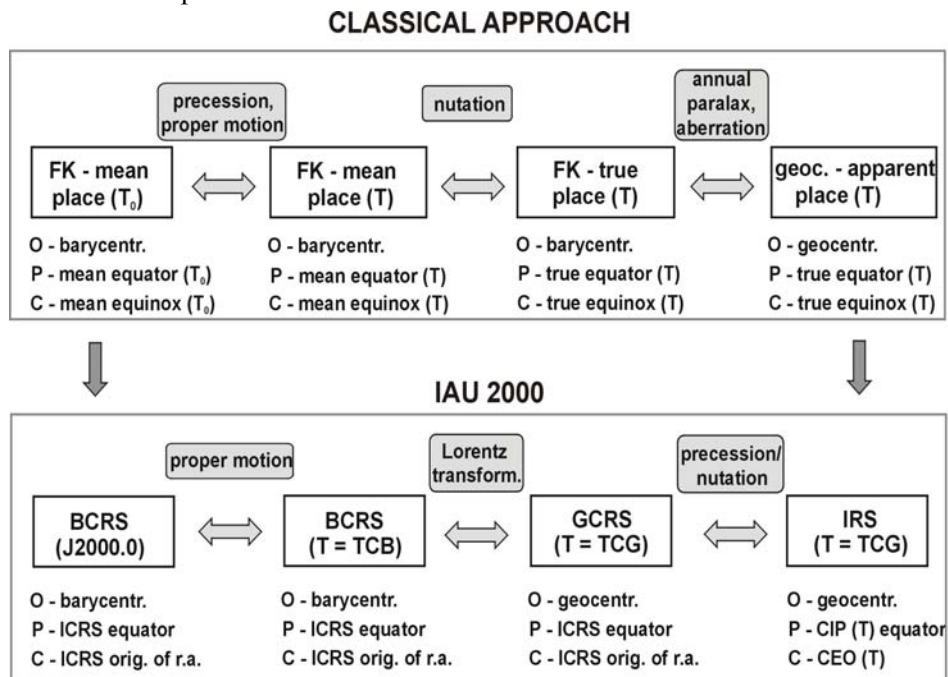 CLASSICAL APPROACH
precession,
proper motion
nutation
annual
paralax,
aberration
FK - mean
place (T₀)
FK - mean
place (T)
FK - true
place (T)
geoc. - apparent
place (T)
O - barycentr.
P - mean equator (T₀)
C - mean equinox (T₀)
O - barycentr.
P - mean equator (T)
C - mean equinox (T)
O - barycentr.
P - true equator (T)
C - true equinox (T)
O - geocentr.
P - true equator (T)
C - true equinox (T)
IAU 2000
proper motion
Lorentz
transform.
precession/
nutation
BCRS
(J2000.0)
BCRS
(T = TCB)
GCRS
(T = TCG)
IRS
(T = TCG)
O - barycentr.
P - ICRS equator
C - ICRS orig. of r.a.
O - barycentr.
P - ICRS equator
C - ICRS orig. of r.a.
O - geocentr.
P - ICRS equator
C - ICRS orig. of r.a.
O - geocentr.
P - CIP (T) equator
C - CEO (T)